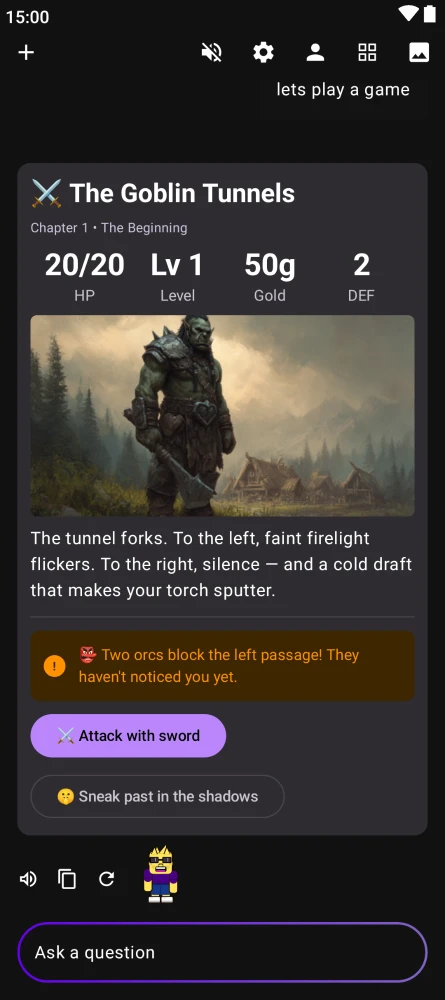 15:00
lets play a game
⚔️ The Goblin Tunnels
Chapter 1 • The Beginning
20/20 Lv 1 50g 2
HP Level Gold DEF
The tunnel forks. To the left, faint firelight
flickers. To the right, silence — and a cold draft
that makes your torch sputter.
👺 Two orcs block the left passage! They
haven't noticed you yet.
⚔️ Attack with sword
🤫 Sneak past in the shadows
Ask a question